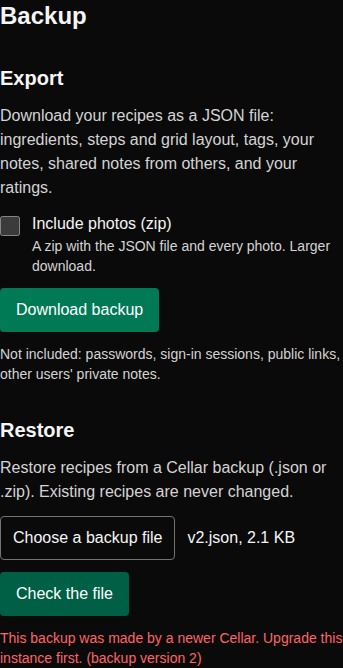 Backup
Export
Download your recipes as a JSON file:
ingredients, steps and grid layout, tags, your
notes, shared notes from others, and your
ratings.
Include photos (zip)
A zip with the JSON file and every photo. Larger
download.
Download backup
Not included: passwords, sign-in sessions, public links,
other users' private notes.
Restore
Restore recipes from a Cellar backup (.json or
.zip). Existing recipes are never changed.
Choose a backup file v2.json, 2.1 KB
Check the file
This backup was made by a newer Cellar. Upgrade this
instance first. (backup version 2)